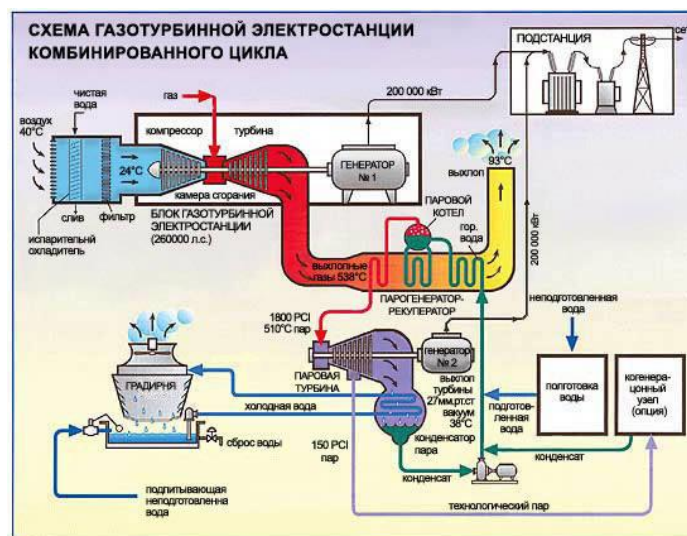 СХЕМА ГАЗОТУРБИННОЙ ЭЛЕКТРОСТАНЦИИ
КОМБИНИРОВАННОГО ЦИКЛА
ПОДСТАНЦИЯ
200 000 кВт
чистая
вода
газ
воздух
40°C
компрессор
турбина
24°C
ГЕНЕРАТОР
№ 1
93°C
выхлоп
камера сгорания
слив
фильтр
испарительнй
охладитель
БЛОК ГАЗОТУРБИННОЙ
ЭЛЕКТРОСТАНЦИИ
(260000 л.с.)
ПАРОВОЙ
КОТЕЛ
гор.
вода
200 000 кВт
выхлопные
газы 538°C
ПАРОГЕНЕРАТОР-
РЕКУПЕРАТОР
неподготовленная
вода
1800 PCI
510°C пар
ГРАДИРНЯ
ПАРОВАЯ
ТУРБИНА
генератор
№ 2
выхлоп
турбины
27мм.рт.ст
вакуум
38°C
подготов-
ленная
вода
полготовка
воды
когенера-
цонный
узел
(опция)
холодная вода
сброс воды
150 PCI
пар
конденсатор
пара
конденсат
конденсат
подпитывающая
неподготовленна
вода
технологический пар